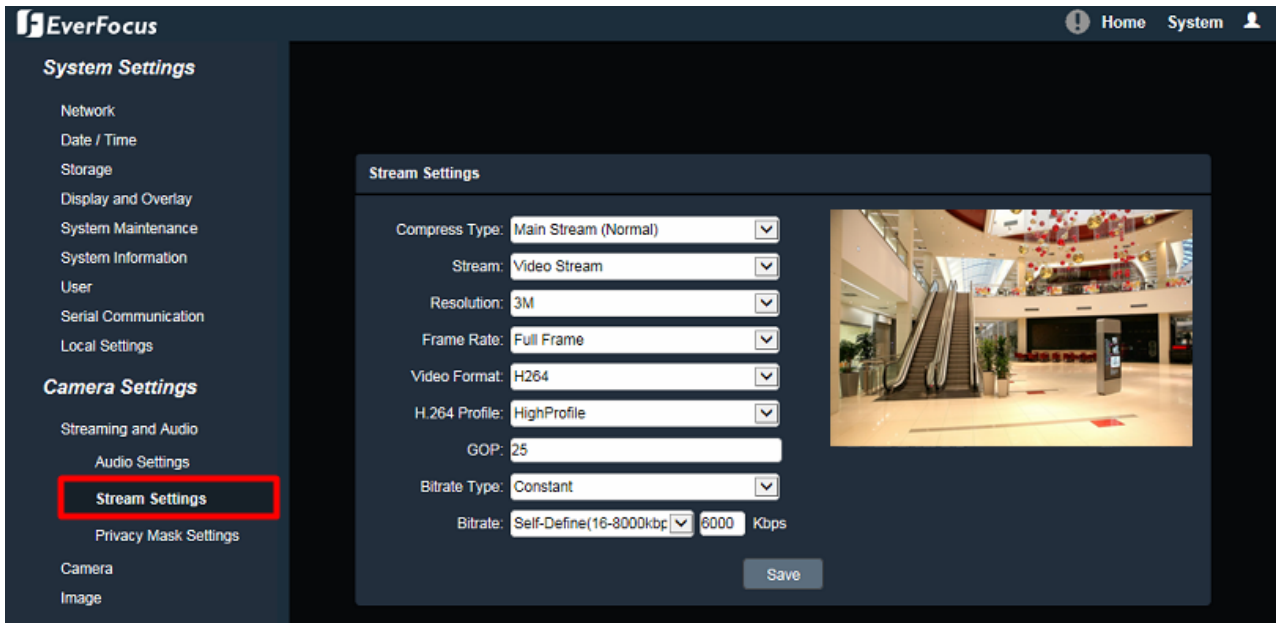 EverFocus
Home System
System Settings
Network
Date / Time
Storage
Display and Overlay
System Maintenance
System Information
User
Serial Communication
Local Settings
Camera Settings
Streaming and Audio
Audio Settings
Stream Settings
Privacy Mask Settings
Camera
Image
Stream Settings
Compress Type: Main Stream (Normal)
Stream: Video Stream
Resolution: 3M
Frame Rate: Full Frame
Video Format: H264
H.264 Profile: HighProfile
GOP: 25
Bitrate Type: Constant
Bitrate: Self-Define(16-8000kbp 6000 Kbps
Save